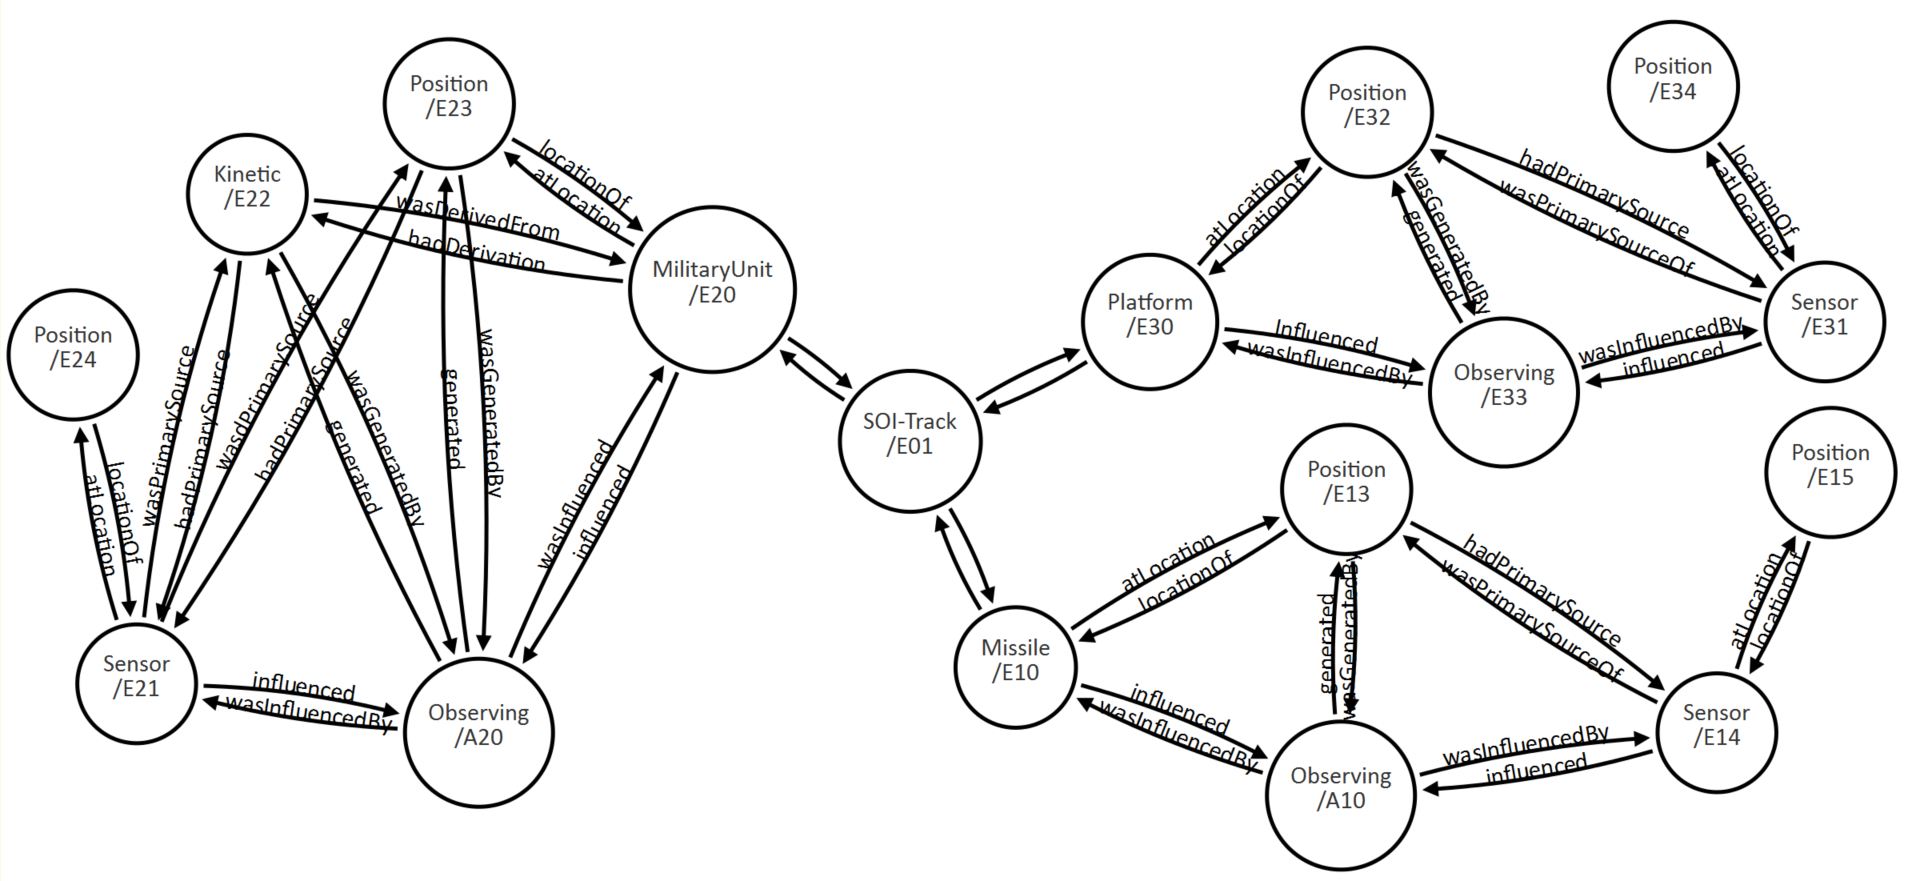 Position
/E23
Kinetic
/E22
Position
/E24
MilitaryUnit
/E20
Sensor
/E21
Observing
/A20
locationOf
atLocation
wasDerivedFrom
hadDerivation
wasPrimarySource
hadPrimarySource
wasdPrimarySource
hadPrimarySource
wasGeneratedBy
generated
generated
wasGeneratedBy
wasInfluenced
influenced
atLocation
locationOf
influenced
wasInfluencedBy
SOI-Track
/E01
Position
/E32
Position
/E34
Platform
/E30
Sensor
/E31
Observing
/E33
atLocation
locationOf
hadPrimarySource
wasPrimarySourceOf
wasGeneratedBy
generated
locationOf
atLocation
Influenced
wasInfluencedBy
wasInfluencedBy
influenced
Position
/E13
Position
/E15
Missile
/E10
Sensor
/E14
Observing
/A10
atLocation
locationOf
hadPrimarySource
wasPrimarySourceOf
generated
wasGeneratedBy
atLocation
locationOf
influenced
wasInfluencedBy
wasInfluencedBy
influenced